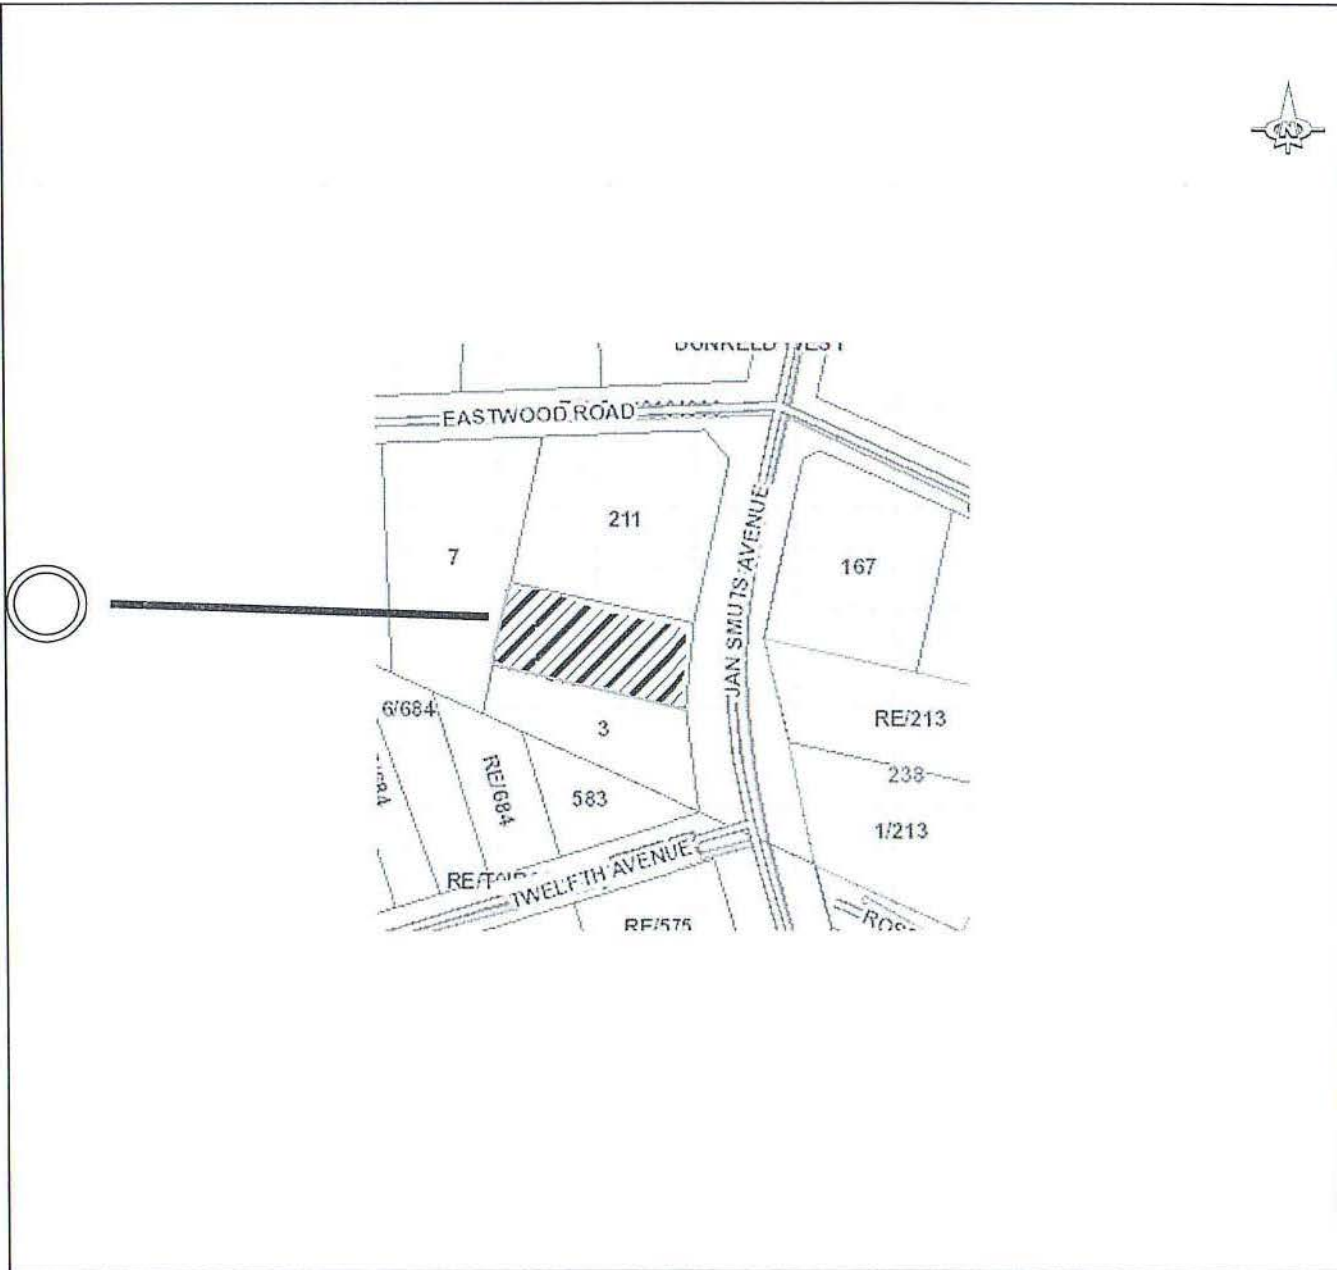 N
EASTWOOD ROAD
211
7
167
JAN SMUTS AVENUE
6/684
RE/213
3
RE/684
238
583
1/213
TWELFTH AVENUE
RE/575